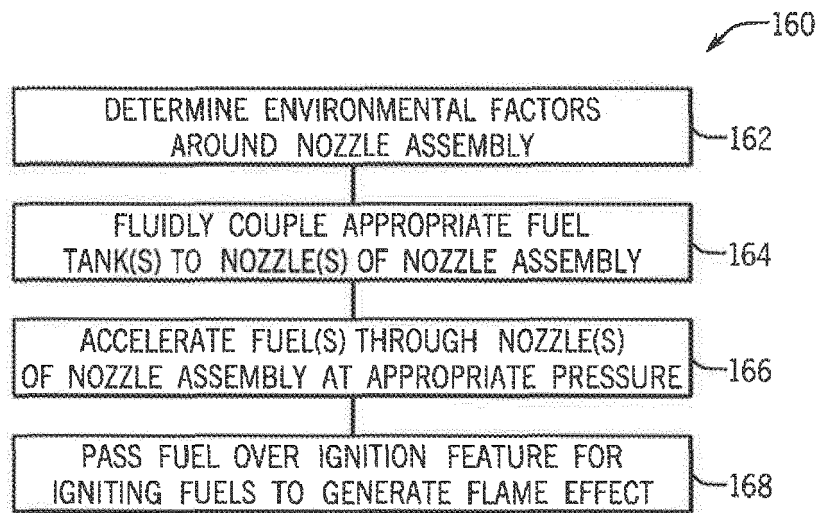 160
DETERMINE ENVIRONMENTAL FACTORS
AROUND NOZZLE ASSEMBLY
162
FLUIDLY COUPLE APPROPRIATE FUEL
TANK(S) TO NOZZLE(S) OF NOZZLE ASSEMBLY
164
ACCELERATE FUEL(S) THROUGH NOZZLE(S)
OF NOZZLE ASSEMBLY AT APPROPRIATE PRESSURE
166
PASS FUEL OVER IGNITION FEATURE FOR
IGNITING FUELS TO GENERATE FLAME EFFECT
168